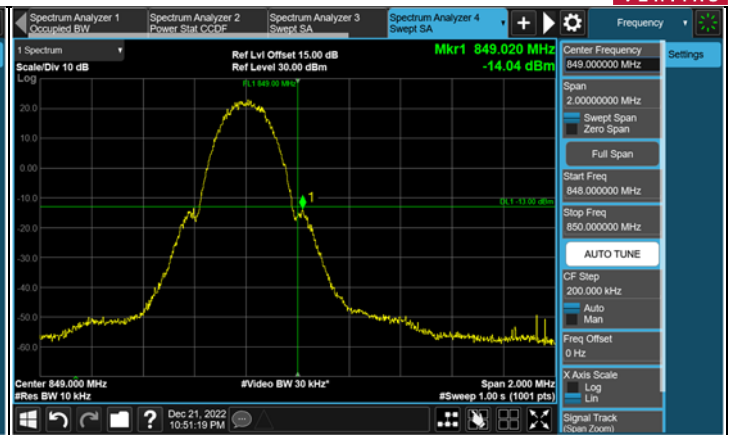 Spectrum Analyzer 1
Occupied BW
Spectrum Analyzer 2
Power Stat CCDF
Spectrum Analyzer 3
Swept SA
Spectrum Analyzer 4
Swept SA
Frequency
1 Spectrum
Scale/Div 10 dB
Log
Ref Lvl Offset 15.00 dB
Ref Level 30.00 dBm
Mkr1 849.020 MHz
-14.04 dBm
FL1 849.00 MHz
20.0
10.0
0.00
-10.0
-20.0
-30.0
-40.0
-50.0
-60.0
1
DL1 -13.00 dBm
Center 849.000 MHz
#Res BW 10 kHz
#Video BW 30 kHz*
Span 2.000 MHz
#Sweep 1.00 s (1001 pts)
Center Frequency
849.000000 MHz
Settings
Span
2.00000000 MHz
Swept Span
Zero Span
Full Span
Start Freq
848.000000 MHz
Stop Freq
850.000000 MHz
AUTO TUNE
CF Step
200.000 kHz
Auto
Man
Freq Offset
0 Hz
X Axis Scale
Log
Lin
Signal Track
(Span Zoom)
?
Dec 21, 2022
10:51:19 PM